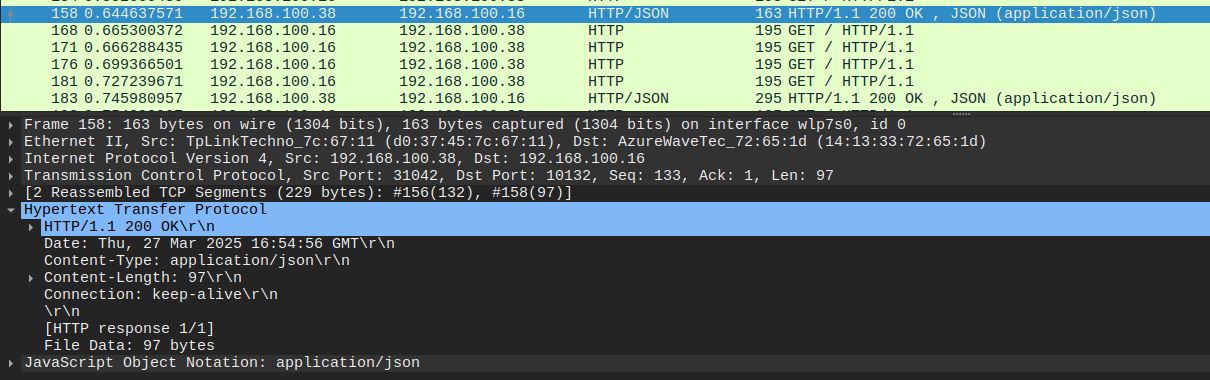 158 0.644637571 192.168.100.38 192.168.100.16 HTTP/JSON 163 HTTP/1.1 200 OK , JSON (application/json)
168 0.665300372 192.168.100.16 192.168.100.38 HTTP 195 GET / HTTP/1.1
171 0.666288435 192.168.100.16 192.168.100.38 HTTP 195 GET / HTTP/1.1
176 0.699366501 192.168.100.16 192.168.100.38 HTTP 195 GET / HTTP/1.1
181 0.727239671 192.168.100.16 192.168.100.38 HTTP 195 GET / HTTP/1.1
183 0.745980957 192.168.100.38 192.168.100.16 HTTP/JSON 295 HTTP/1.1 200 OK , JSON (application/json)
Frame 158: 163 bytes on wire (1304 bits), 163 bytes captured (1304 bits) on interface wlp7s0, id 0
Ethernet II, Src: TpLinkTechno_7c:67:11 (d0:37:45:7c:67:11), Dst: AzureWaveTec_72:65:1d (14:13:33:72:65:1d)
Internet Protocol Version 4, Src: 192.168.100.38, Dst: 192.168.100.16
Transmission Control Protocol, Src Port: 31042, Dst Port: 10132, Seq: 133, Ack: 1, Len: 97
[2 Reassembled TCP Segments (229 bytes): #156(132), #158(97)]
Hypertext Transfer Protocol
HTTP/1.1 200 OK\r\n
Date: Thu, 27 Mar 2025 16:54:56 GMT\r\n
Content-Type: application/json\r\n
Content-Length: 97\r\n
Connection: keep-alive\r\n
\r\n
[HTTP response 1/1]
File Data: 97 bytes
JavaScript Object Notation: application/json